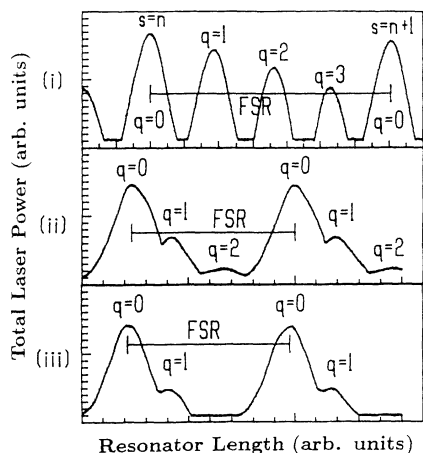 Total Laser Power (arb. units)
(i)
s=n
q=1
q=2
q=3
s=n+1
FSR
q=0
q=0
(ii)
q=0
q=0
q=1
FSR
q=1
q=2
q=2
(iii)
q=0
q=0
FSR
q=1
q=1
Resonator Length (arb. units)